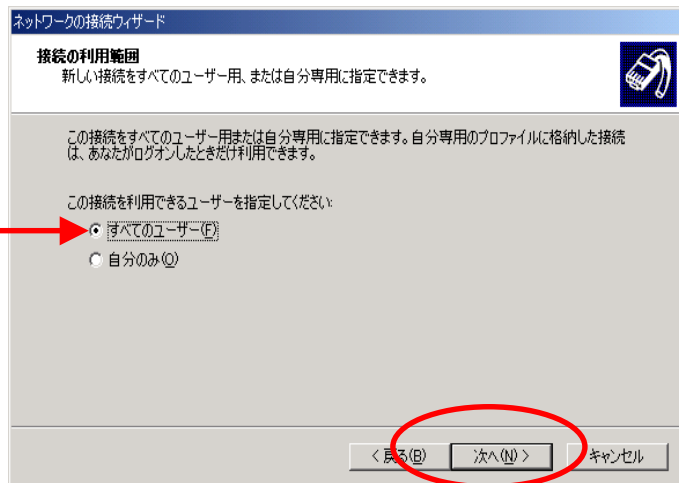 ネットワークの接続ウィザード
接続の利用範囲
新しい接続をすべてのユーザー用、または自分専用に指定できます。
この接続をすべてのユーザー用または自分専用に指定できます。自分専用のプロファイルに格納した接続
は、あなたがログオンしたときだけ利用できます。
この接続を利用できるユーザーを指定してください:
すべてのユーザー(F)
自分のみ(O)
< 戻る(B) 次へ(N) > キャンセル